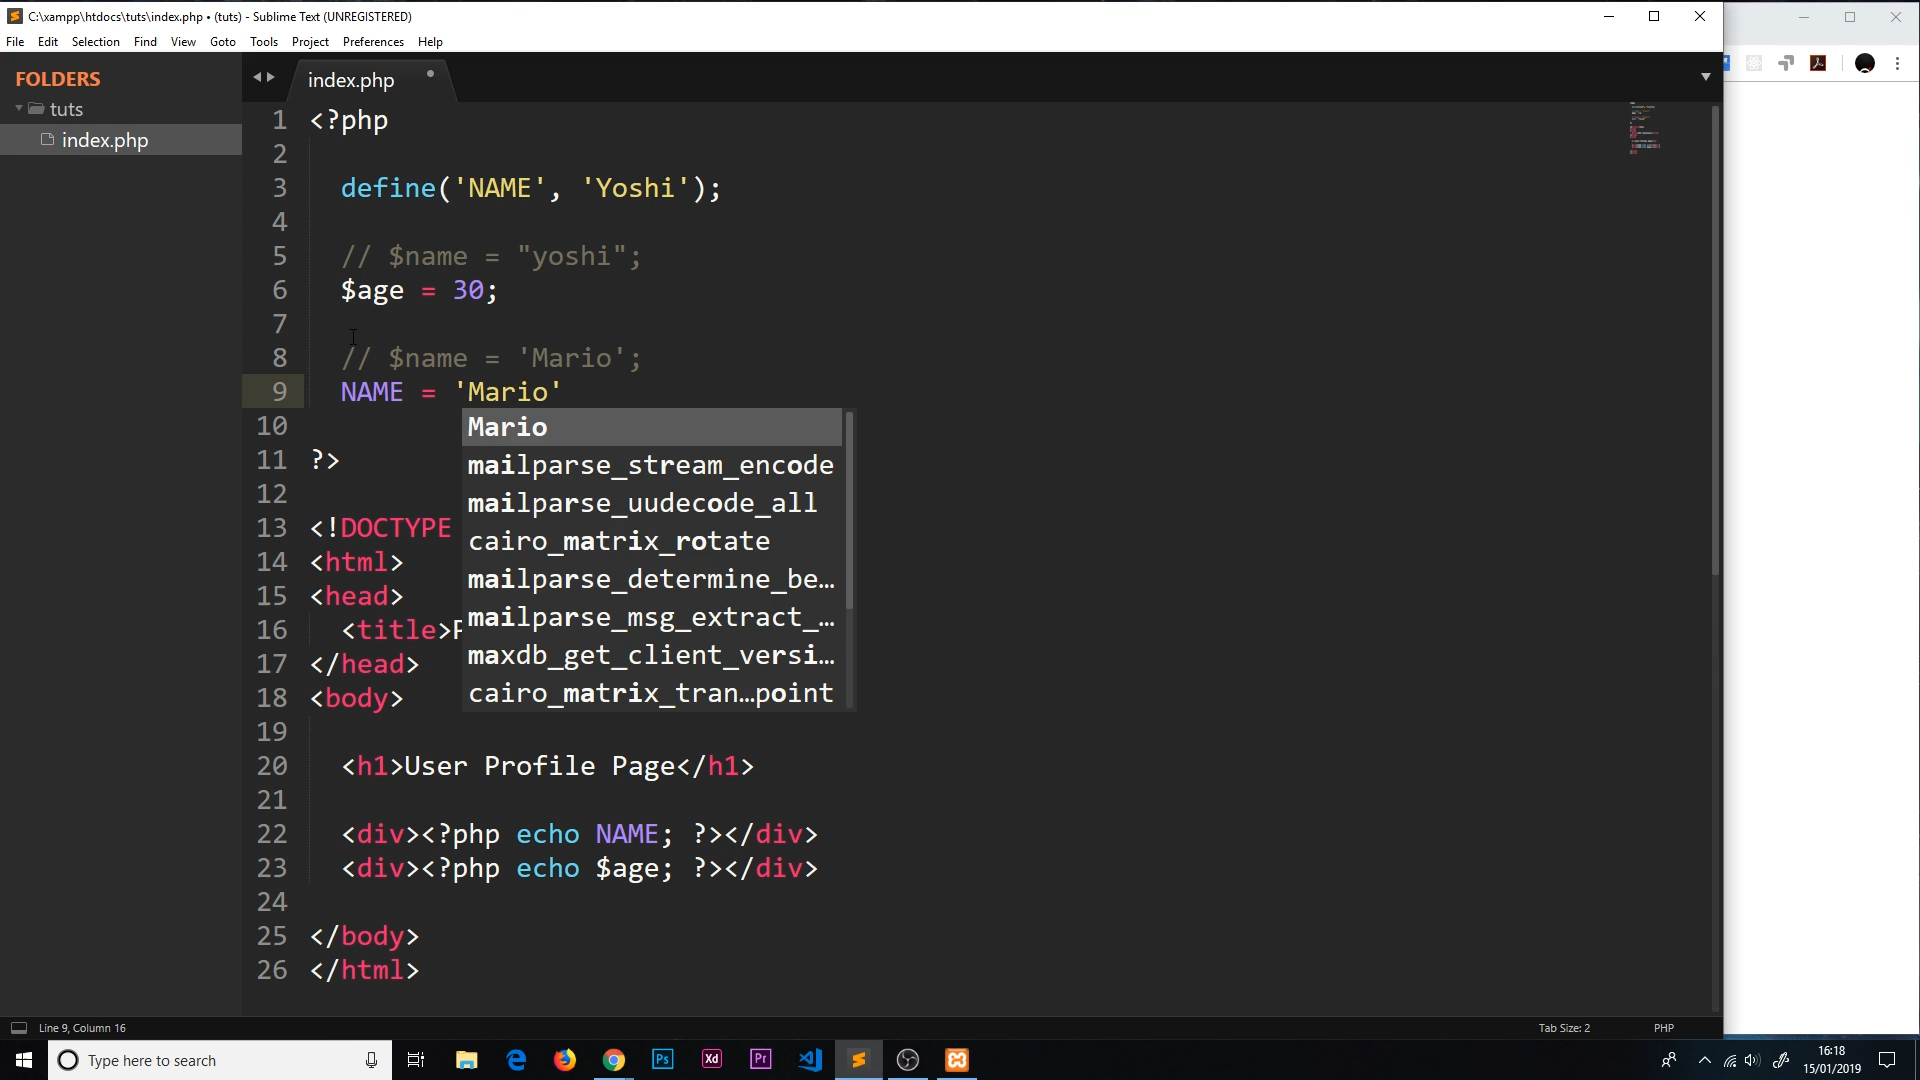 C:\xampp\htdocs\tuts\index.php • (tuts) - Sublime Text (UNREGISTERED)
File Edit Selection Find View Goto Tools Project Preferences Help
FOLDERS
tuts
index.php
index.php
1 <?php
2
3 define('NAME', 'Yoshi');
4
5 // $name = "yoshi";
6 $age = 30;
7
8 // $name = 'Mario';
9 NAME = 'Mario'
10
11 ?>
12
13 <!DOCTYPE
14 <html>
15 <head>
16 <title>
17 </head>
18 <body>
19
20 <h1>User Profile Page</h1>
21
22 <div><?php echo NAME; ?></div>
23 <div><?php echo $age; ?></div>
24
25 </body>
26 </html>
Mario
mailparse_stream_encode
mailparse_uudecode_all
cairo_matrix_rotate
mailparse_determine_be…
mailparse_msg_extract_…
maxdb_get_client_versi…
cairo_matrix_tran…point
Line 9, Column 16
Tab Size: 2
PHP
Type here to search
Ps
Xd
Pr
16:18
15/01/2019